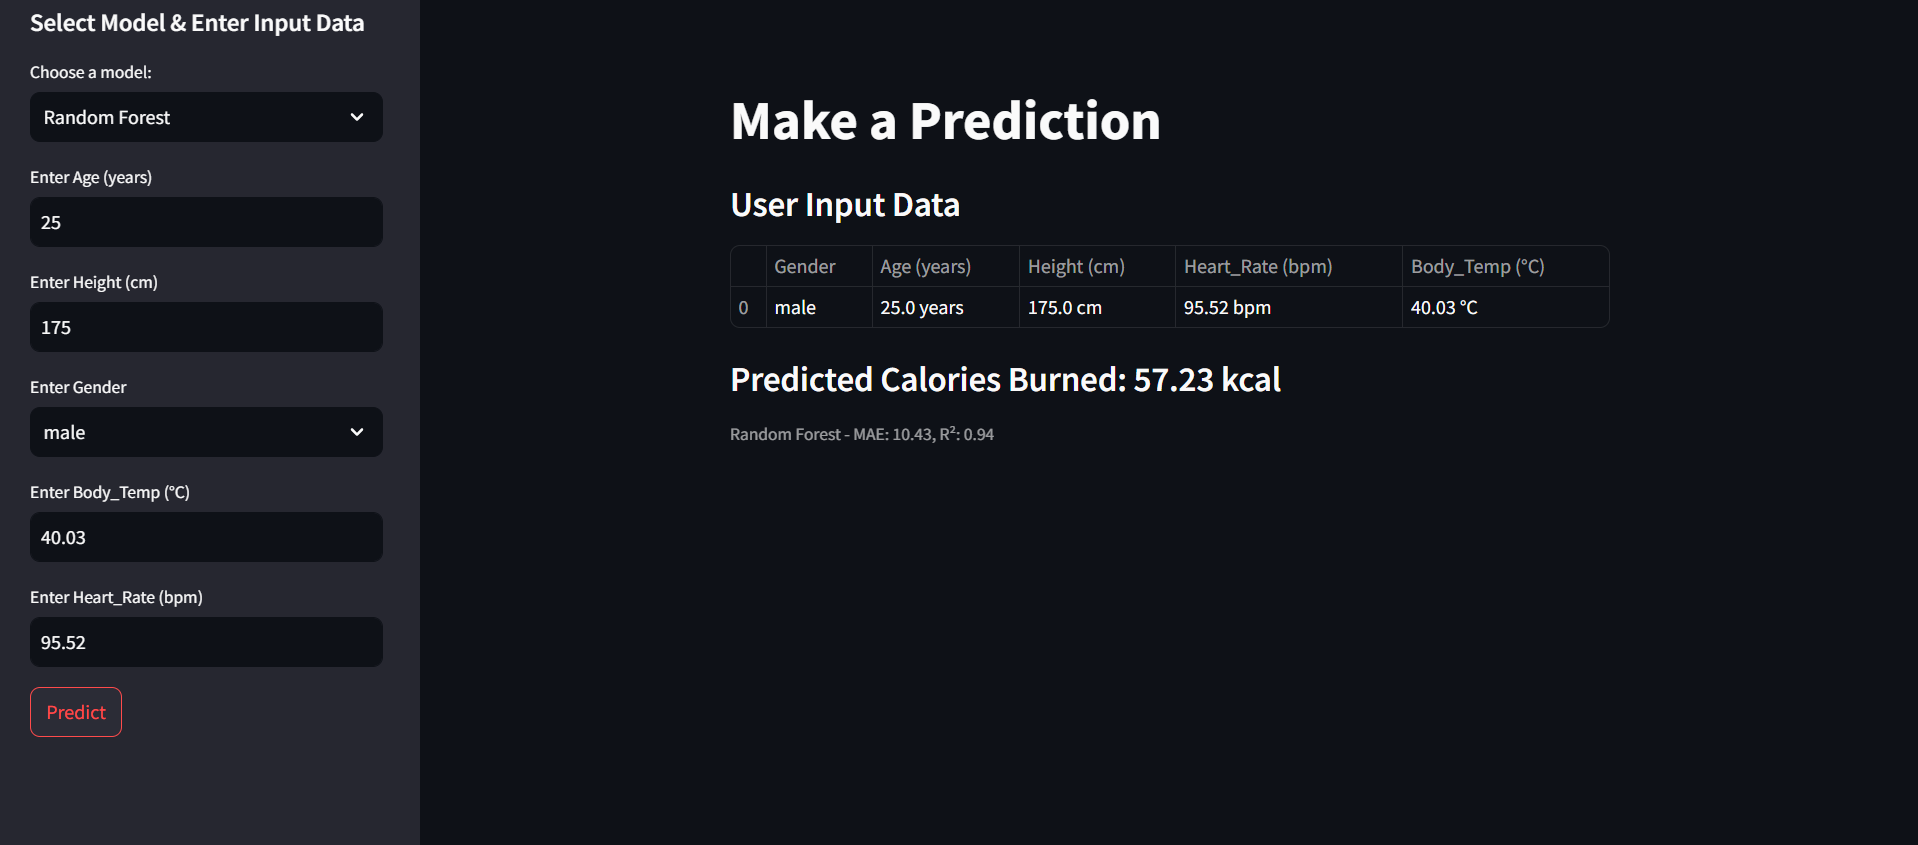 Select Model & Enter Input Data
Choose a model:
Random Forest
Enter Age (years)
25
Enter Height (cm)
175
Enter Gender
male
Enter Body_Temp (°C)
40.03
Enter Heart_Rate (bpm)
95.52
Predict
Make a Prediction
User Input Data
Gender Age (years) Height (cm) Heart_Rate (bpm) Body_Temp (°C)
0 male 25.0 years 175.0 cm 95.52 bpm 40.03 °C
Predicted Calories Burned: 57.23 kcal
Random Forest - MAE: 10.43, R²: 0.94